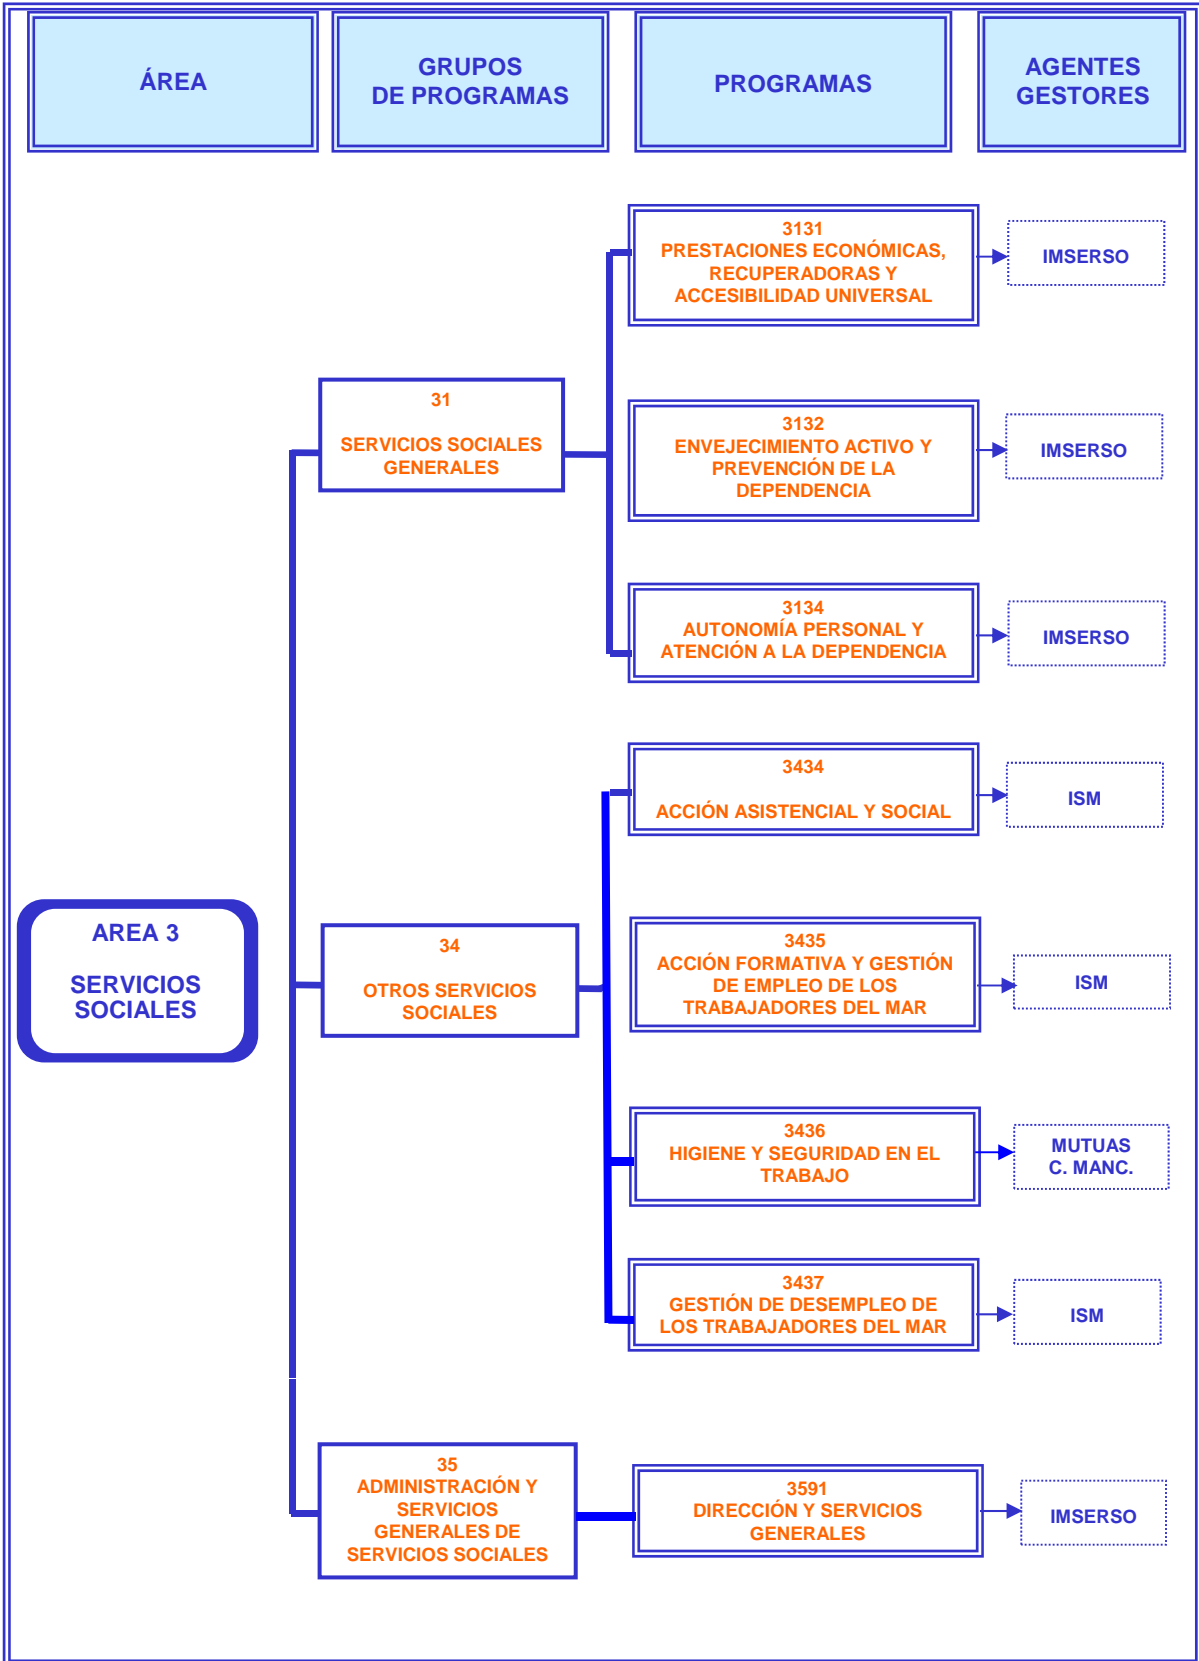 ÁREA
GRUPOS
DE PROGRAMAS
PROGRAMAS
AGENTES
GESTORES
3131
PRESTACIONES ECONÓMICAS,
RECUPERADORAS Y
ACCESIBILIDAD UNIVERSAL
IMSERSO
31
SERVICIOS SOCIALES
GENERALES
3132
ENVEJECIMIENTO ACTIVO Y
PREVENCIÓN DE LA
DEPENDENCIA
IMSERSO
3134
AUTONOMÍA PERSONAL Y
ATENCIÓN A LA DEPENDENCIA
IMSERSO
3434
ACCIÓN ASISTENCIAL Y SOCIAL
ISM
AREA 3
SERVICIOS
SOCIALES
34
OTROS SERVICIOS
SOCIALES
3435
ACCIÓN FORMATIVA Y GESTIÓN
DE EMPLEO DE LOS
TRABAJADORES DEL MAR
ISM
3436
HIGIENE Y SEGURIDAD EN EL
TRABAJO
MUTUAS
C. MANC.
3437
GESTIÓN DE DESEMPLEO DE
LOS TRABAJADORES DEL MAR
ISM
35
ADMINISTRACIÓN Y
SERVICIOS
GENERALES DE
SERVICIOS SOCIALES
3591
DIRECCIÓN Y SERVICIOS
GENERALES
IMSERSO